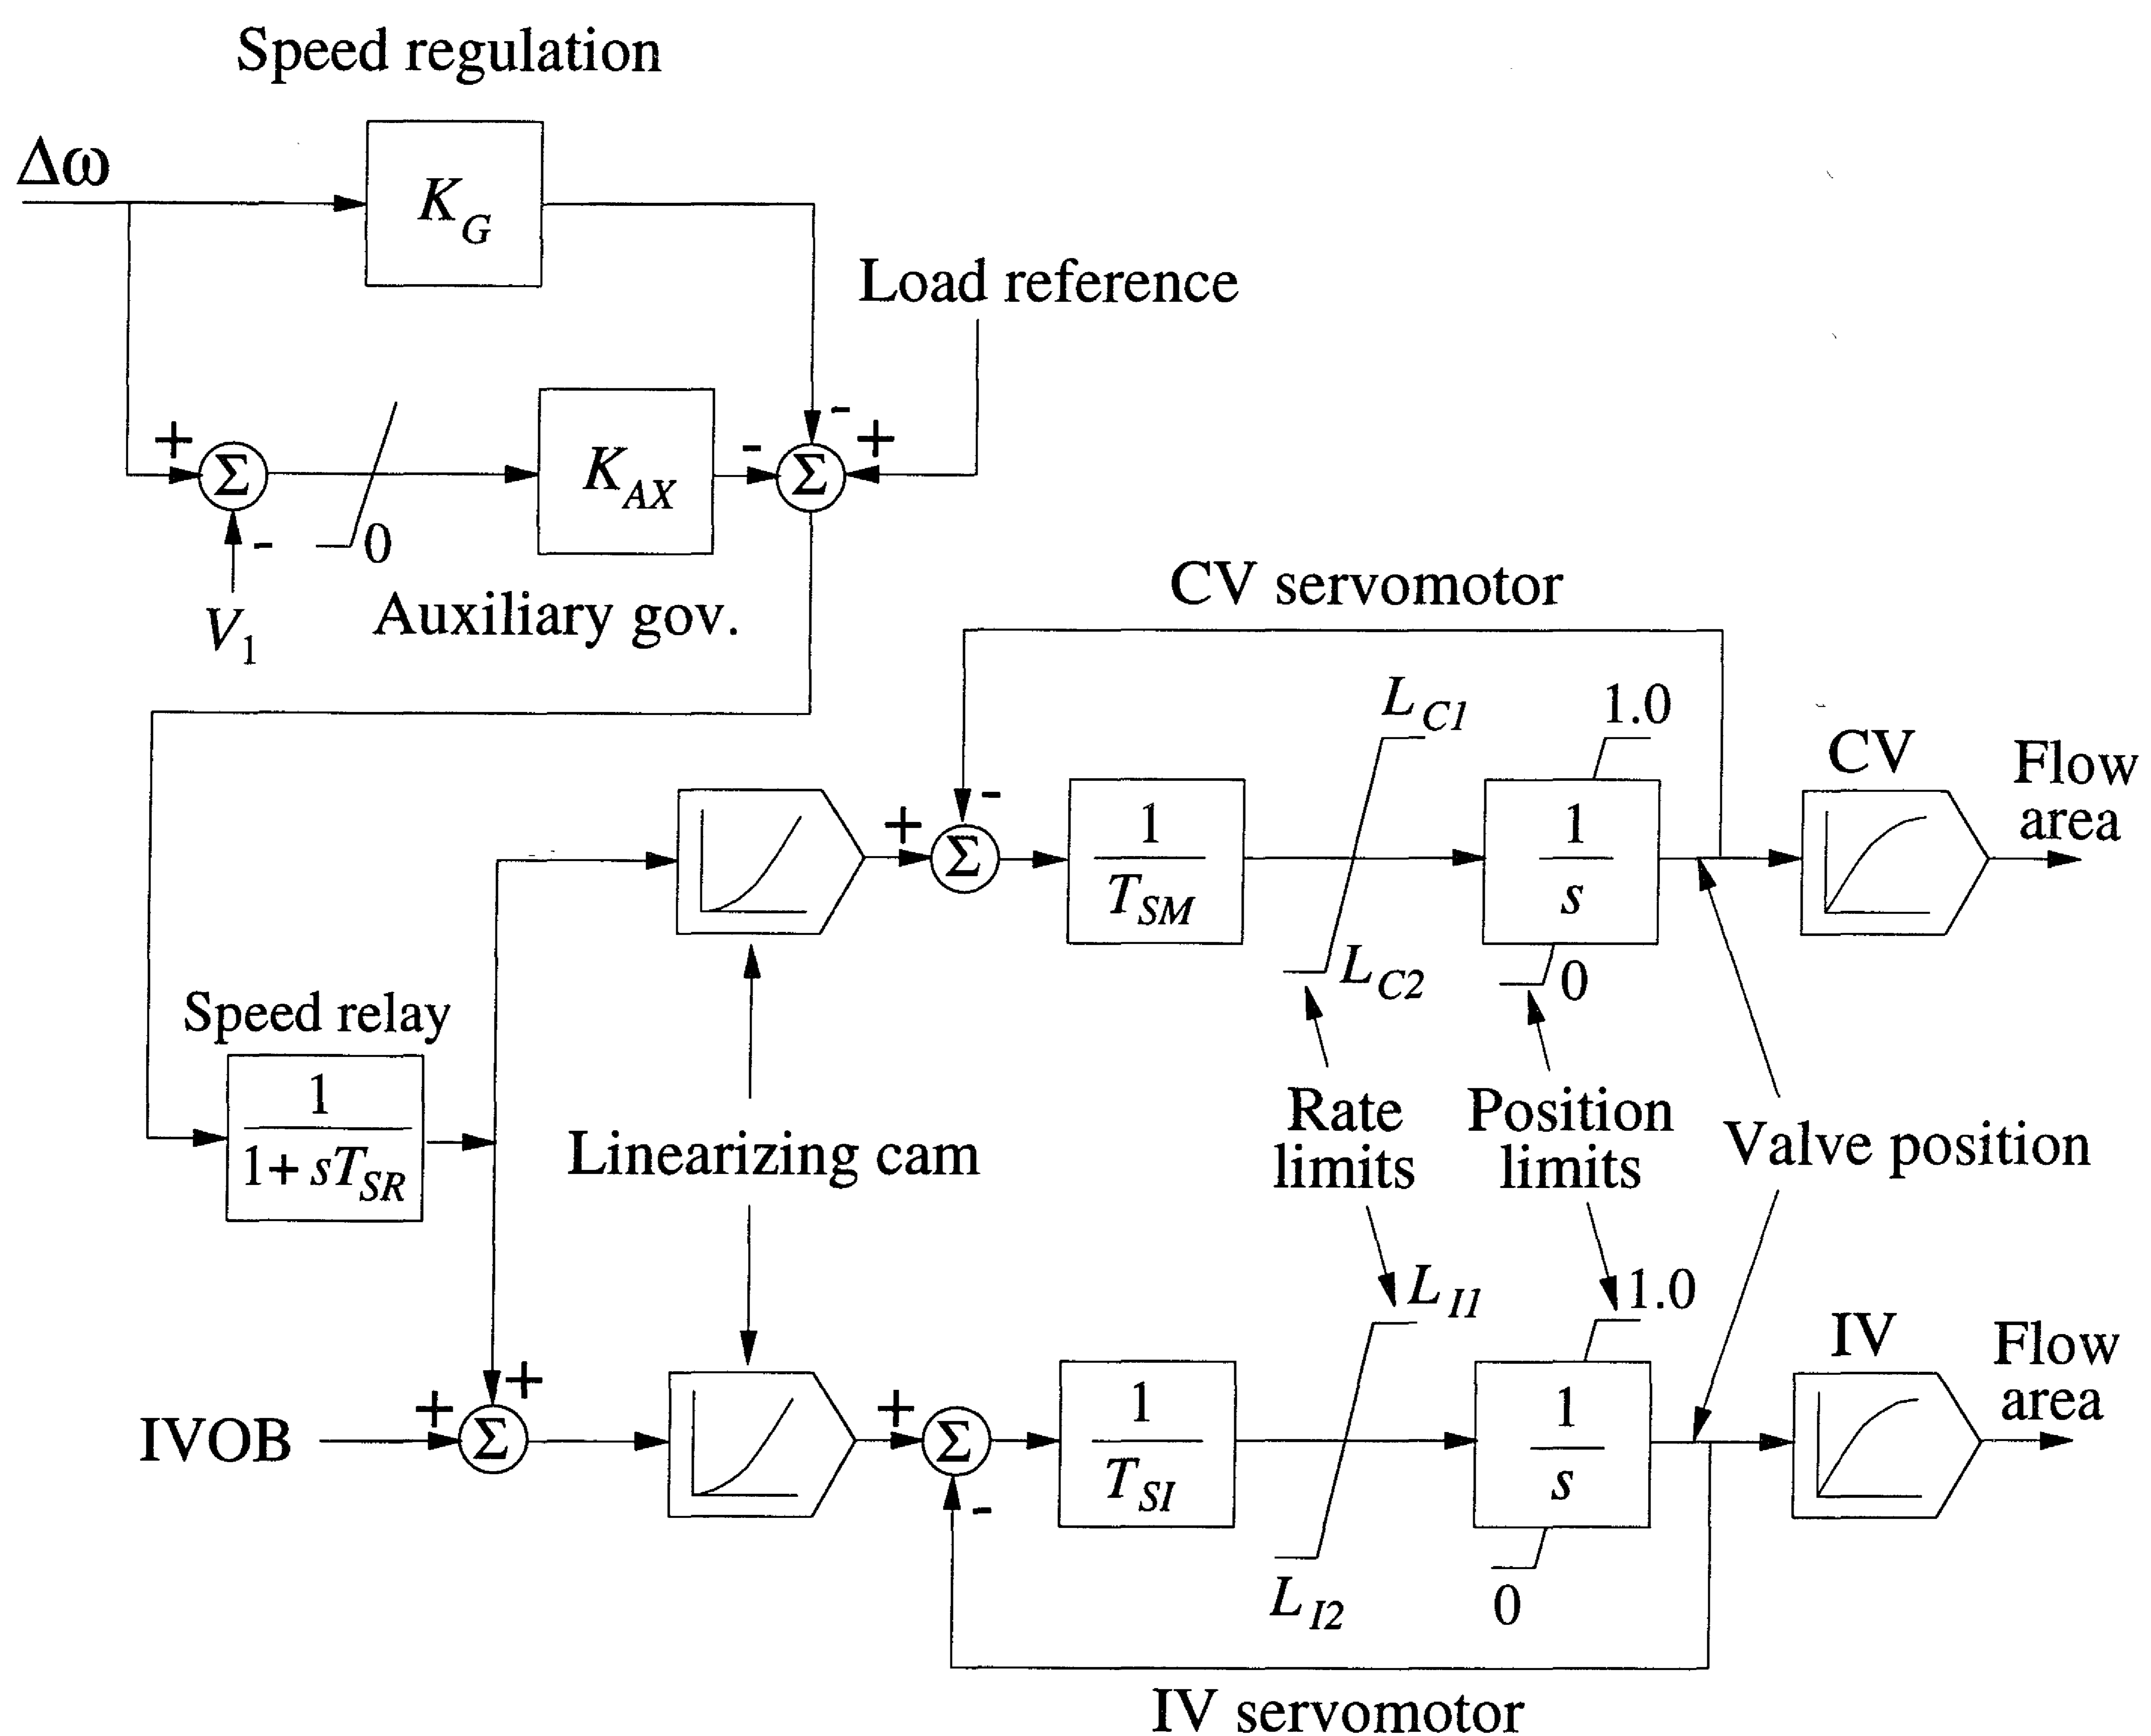 Speed regulation
Δω
K_G
Load reference
+
-
-
+
Σ
K_AX
Σ
-
0
V_1
Auxiliary gov.
CV servomotor
L_C1
1.0
CV
Flow
area
+
-
Σ
1
T_SM
1
s
L_C2
0
Speed relay
1
1+ sT_SR
Linearizing cam
Rate
limits
Position
limits
Valve position
L_I1
1.0
IV
Flow
area
IVOB
+
+
Σ
+
Σ
-
1
T_SI
1
s
L_I2
0
IV servomotor